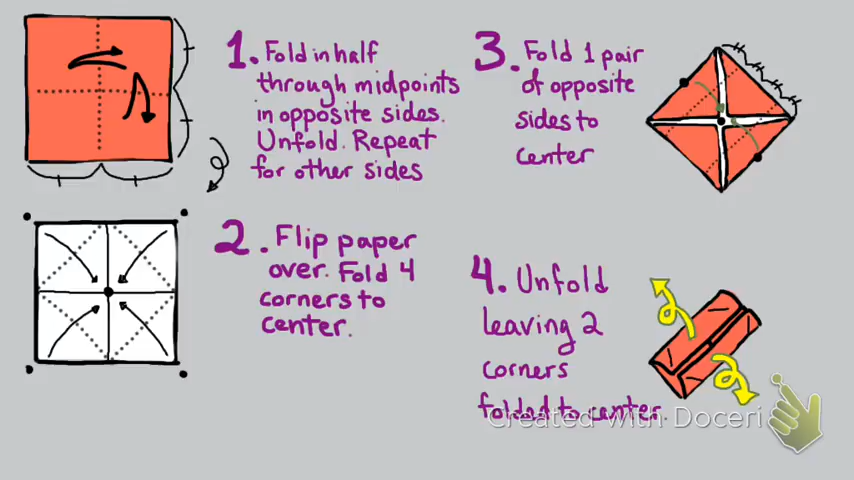 1. Fold in half
through midpoints
in opposite sides.
Unfold. Repeat
for other sides
2. Flip paper
over. Fold 4
corners to
center.
3. Fold 1 pair
of opposite
sides to
center
4. Unfold
leaving 2
corners
folded to center.
Created with Doceri